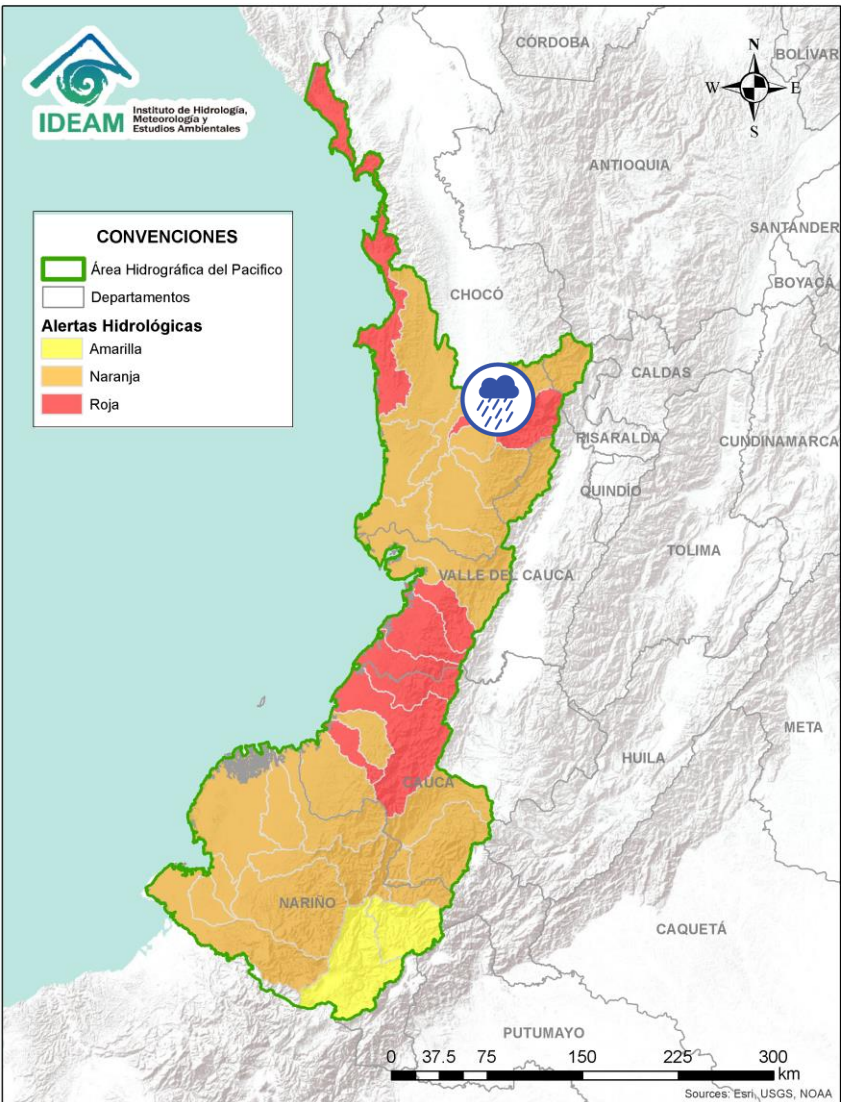 IDEAM
Instituto de Hidrología,
Meteorología y
Estudios Ambientales
CONVENCIONES
Área Hidrográfica del Pacifico
Departamentos
Alertas Hidrológicas
Amarilla
Naranja
Roja
N
W
E
S
CÓRDOBA
BOLIVAR
ANTIOQUIA
SANTANDER
BOYACÁ
CHOCÓ
CALDAS
RISARALDA
CUNDINAMARCA
QUINDÍO
TOLIMA
VALLE DEL CAUCA
META
HUILA
CAUCA
NARIÑO
CAQUETÁ
PUTUMAYO
0 37.5 75 150 225 300
km
Sources: Esri, USGS, NOAA